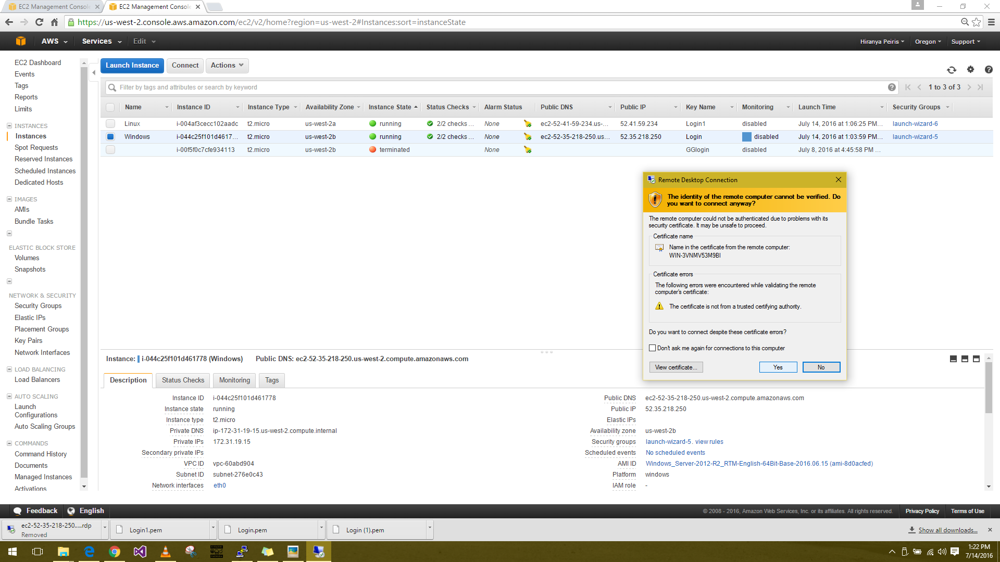 EC2 Management Console
EC2 Management Console
https://us-west-2.console.aws.amazon.com/ec2/v2/home?region=us-west-2#Instances:sort=instanceState
AWS Services Edit Hiranya Peiris Oregon Support
EC2 Dashboard
Events
Tags
Reports
Limits
INSTANCES
Instances
Spot Requests
Reserved Instances
Scheduled Instances
Dedicated Hosts
IMAGES
AMIs
Bundle Tasks
ELASTIC BLOCK STORE
Volumes
Snapshots
NETWORK & SECURITY
Security Groups
Elastic IPs
Placement Groups
Key Pairs
Network Interfaces
LOAD BALANCING
Load Balancers
AUTO SCALING
Launch
Configurations
Auto Scaling Groups
COMMANDS
Command History
Documents
Managed Instances
Activations
Launch Instance Connect Actions
Filter by tags and attributes or search by keyword 1 to 3 of 3
Name Instance ID Instance Type Availability Zone Instance State Status Checks Alarm Status Public DNS Public IP Key Name Monitoring Launch Time Security Groups
Linux i-004af3cecc102aadc t2.micro us-west-2a running 2/2 checks ... None ec2-52-41-59-234.us-... 52.41.59.234 Login1 disabled July 14, 2016 at 1:06:25 PM... launch-wizard-6
Windows i-044c25f101d4617... t2.micro us-west-2b running 2/2 checks ... None ec2-52-35-218-250.us... 52.35.218.250 Login disabled July 14, 2016 at 1:03:59 PM... launch-wizard-5
i-00f5f0c7cfe934113 t2.micro us-west-2b terminated None GGlogin disabled July 8, 2016 at 4:45:58 PM ...
Remote Desktop Connection
The identity of the remote computer cannot be verified. Do
you want to connect anyway?
The remote computer could not be authenticated due to problems with its
security certificate. It may be unsafe to proceed.
Certificate name
Name in the certificate from the remote computer:
WIN-3VNMV53M9BI
Certificate errors
The following errors were encountered while validating the remote
computer's certificate:
The certificate is not from a trusted certifying authority.
Do you want to connect despite these certificate errors?
Don't ask me again for connections to this computer
View certificate... Yes No
Instance: i-044c25f101d461778 (Windows) Public DNS: ec2-52-35-218-250.us-west-2.compute.amazonaws.com
Description Status Checks Monitoring Tags
Instance ID i-044c25f101d461778 Public DNS ec2-52-35-218-250.us-west-2.compute.amazonaws.com
Instance state running Public IP 52.35.218.250
Instance type t2.micro Elastic IPs
Private DNS ip-172-31-19-15.us-west-2.compute.internal Availability zone us-west-2b
Private IPs 172.31.19.15 Security groups launch-wizard-5. view rules
Secondary private IPs Scheduled events No scheduled events
VPC ID vpc-60abd904 AMI ID Windows_Server-2012-R2_RTM-English-64Bit-Base-2016.06.15 (ami-8d0acfed)
Subnet ID subnet-276e0c43 Platform windows
Network interfaces eth0 IAM role -
Feedback English © 2008 - 2016, Amazon Web Services, Inc. or its affiliates. All rights reserved. Privacy Policy Terms of Use
ec2-52-35-218-250.....rdp
Removed
Login1.pem Login.pem Login (1).pem Show all downloads...
1:22 PM
7/14/2016